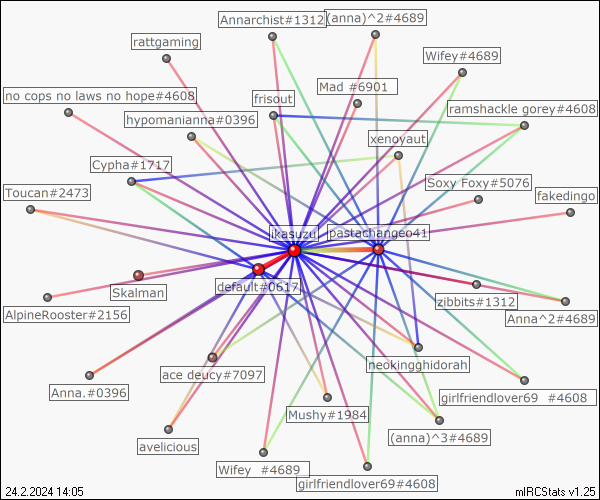 Annarchist#1312
(anna)^2#4689
rattgaming
Wifey#4689
Mad #6901
no cops no laws no hope#4608
frisout
ramshackle gorey#4608
hypomanianna#0396
xenoyaut
Cypha#1717
Soxy Foxy#5076
Toucan#2473
fakedingo
ikasuzu
pastachangeo41
default#0617
Skalman
zibbits#1312
AlpineRooster#2156
Anna^2#4689
neokingghidorah
ace deucy#7097
Anna.#0396
girlfriendlover69 #4608
Mushy#1984
(anna)^3#4689
avelicious
Wifey #4689
girlfriendlover69#4608
24.2.2024 14:05
mIRCStats v1.25